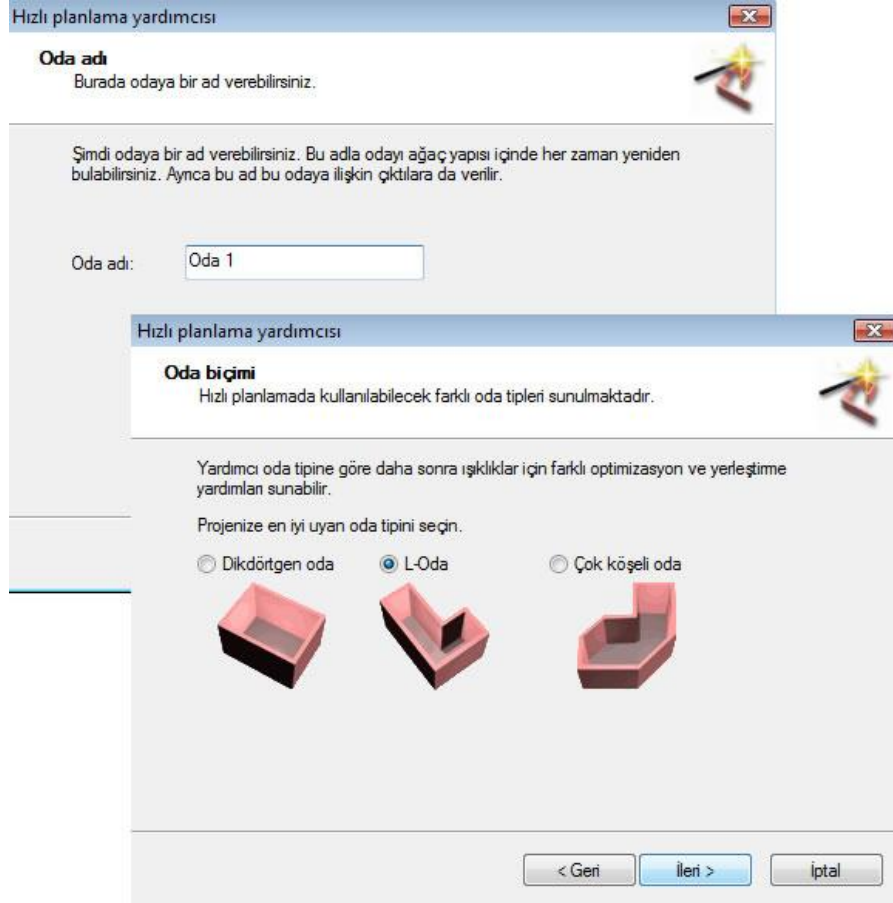 Hızlı planlama yardımcısı
Oda adı
Burada odaya bir ad verebilirsiniz.
Şimdi odaya bir ad verebilirsiniz. Bu adla odayı ağaç yapısı içinde her zaman yeniden
bulabilirsiniz. Ayrıca bu ad bu odaya ilişkin çıktılara da verilir.
Oda adı:
Oda 1
Hızlı planlama yardımcısı
Oda biçimi
Hızlı planlamada kullanılabilecek farklı oda tipleri sunulmaktadır.
Yardımcı oda tipine göre daha sonra ışıklıklar için farklı optimizasyon ve yerleştirme
yardımları sunabilir.
Projenize en iyi uyan oda tipini seçin.
Dikdörtgen oda
L-Oda
Çok köşeli oda
< Geri
İleri >
İptal